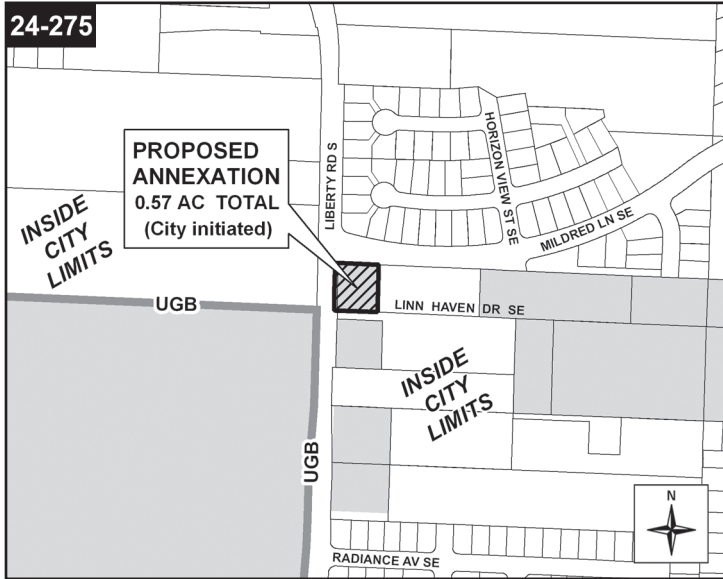 24-275
PROPOSED
ANNEXATION
0.57 AC TOTAL
(City initiated)
LIBERTY RD S
HORIZON VIEW ST SE
MILDRED LN SE
INSIDE
CITY
LIMITS
UGB
LINN HAVEN DR SE
INSIDE
CITY
LIMITS
UGB
N
RADIANCE AV SE